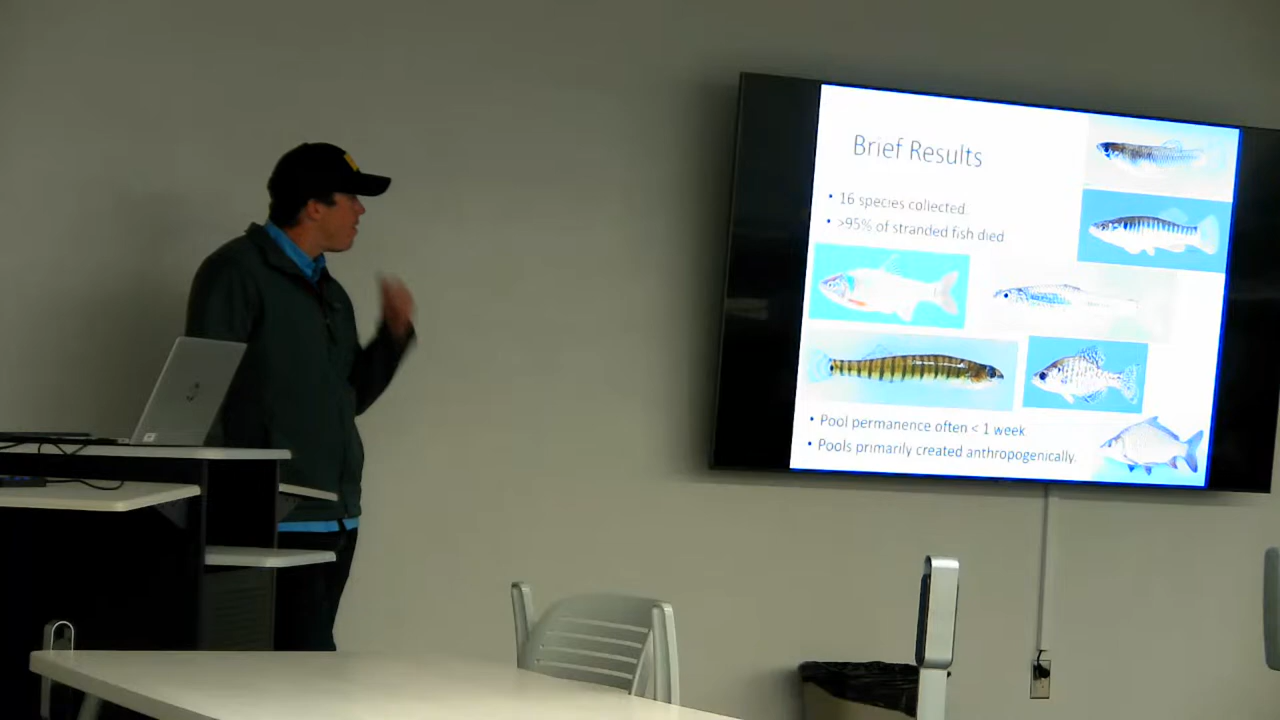 Brief Results
• 16 species collected.
• >95% of stranded fish died
• Pool permanence often < 1 week
• Pools primarily created anthropogenically.